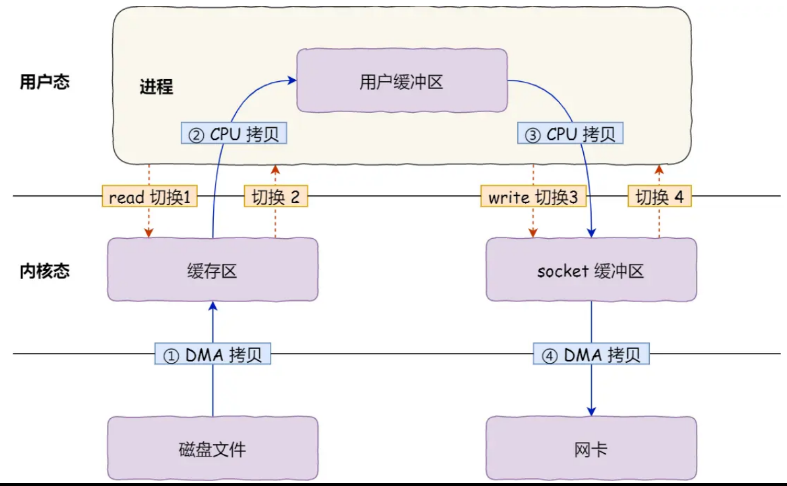 用户态
进程
用户缓冲区
② CPU 拷贝
③ CPU 拷贝
read 切换1
切换 2
write 切换3
切换 4
内核态
缓存区
socket 缓冲区
① DMA 拷贝
④ DMA 拷贝
磁盘文件
网卡